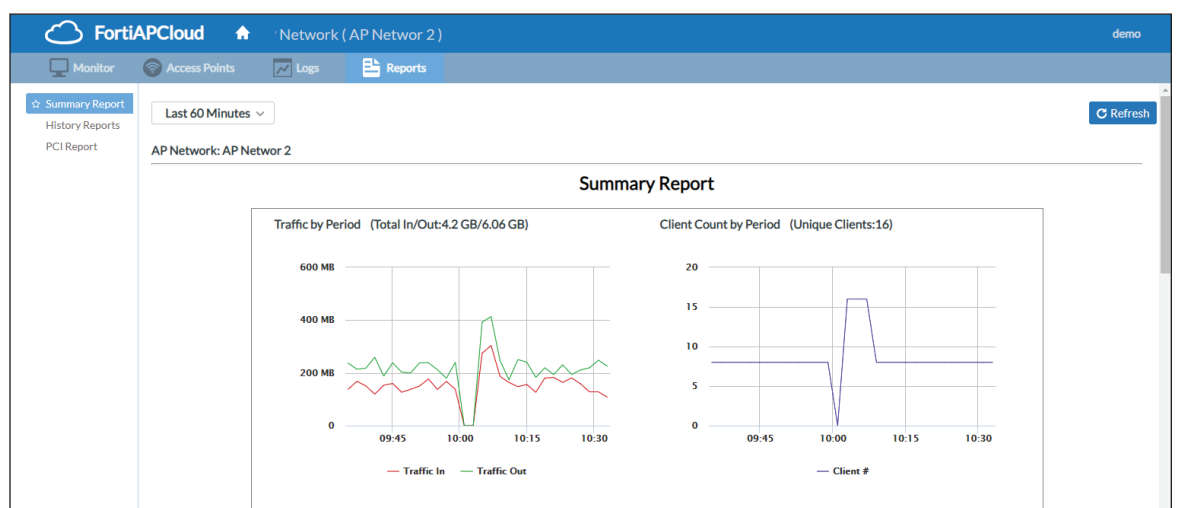 FortiAPCloud
Network ( AP Networ 2 )
demo
Monitor
Access Points
Logs
Reports
Summary Report
History Reports
PCI Report
Last 60 Minutes
Refresh
AP Network: AP Networ 2
Summary Report
Traffic by Period (Total In/Out:4.2 GB/6.06 GB)
600 MB
400 MB
200 MB
0
09:45 10:00 10:15 10:30
Traffic In Traffic Out
Client Count by Period (Unique Clients:16)
20
15
10
5
0
09:45 10:00 10:15 10:30
Client #